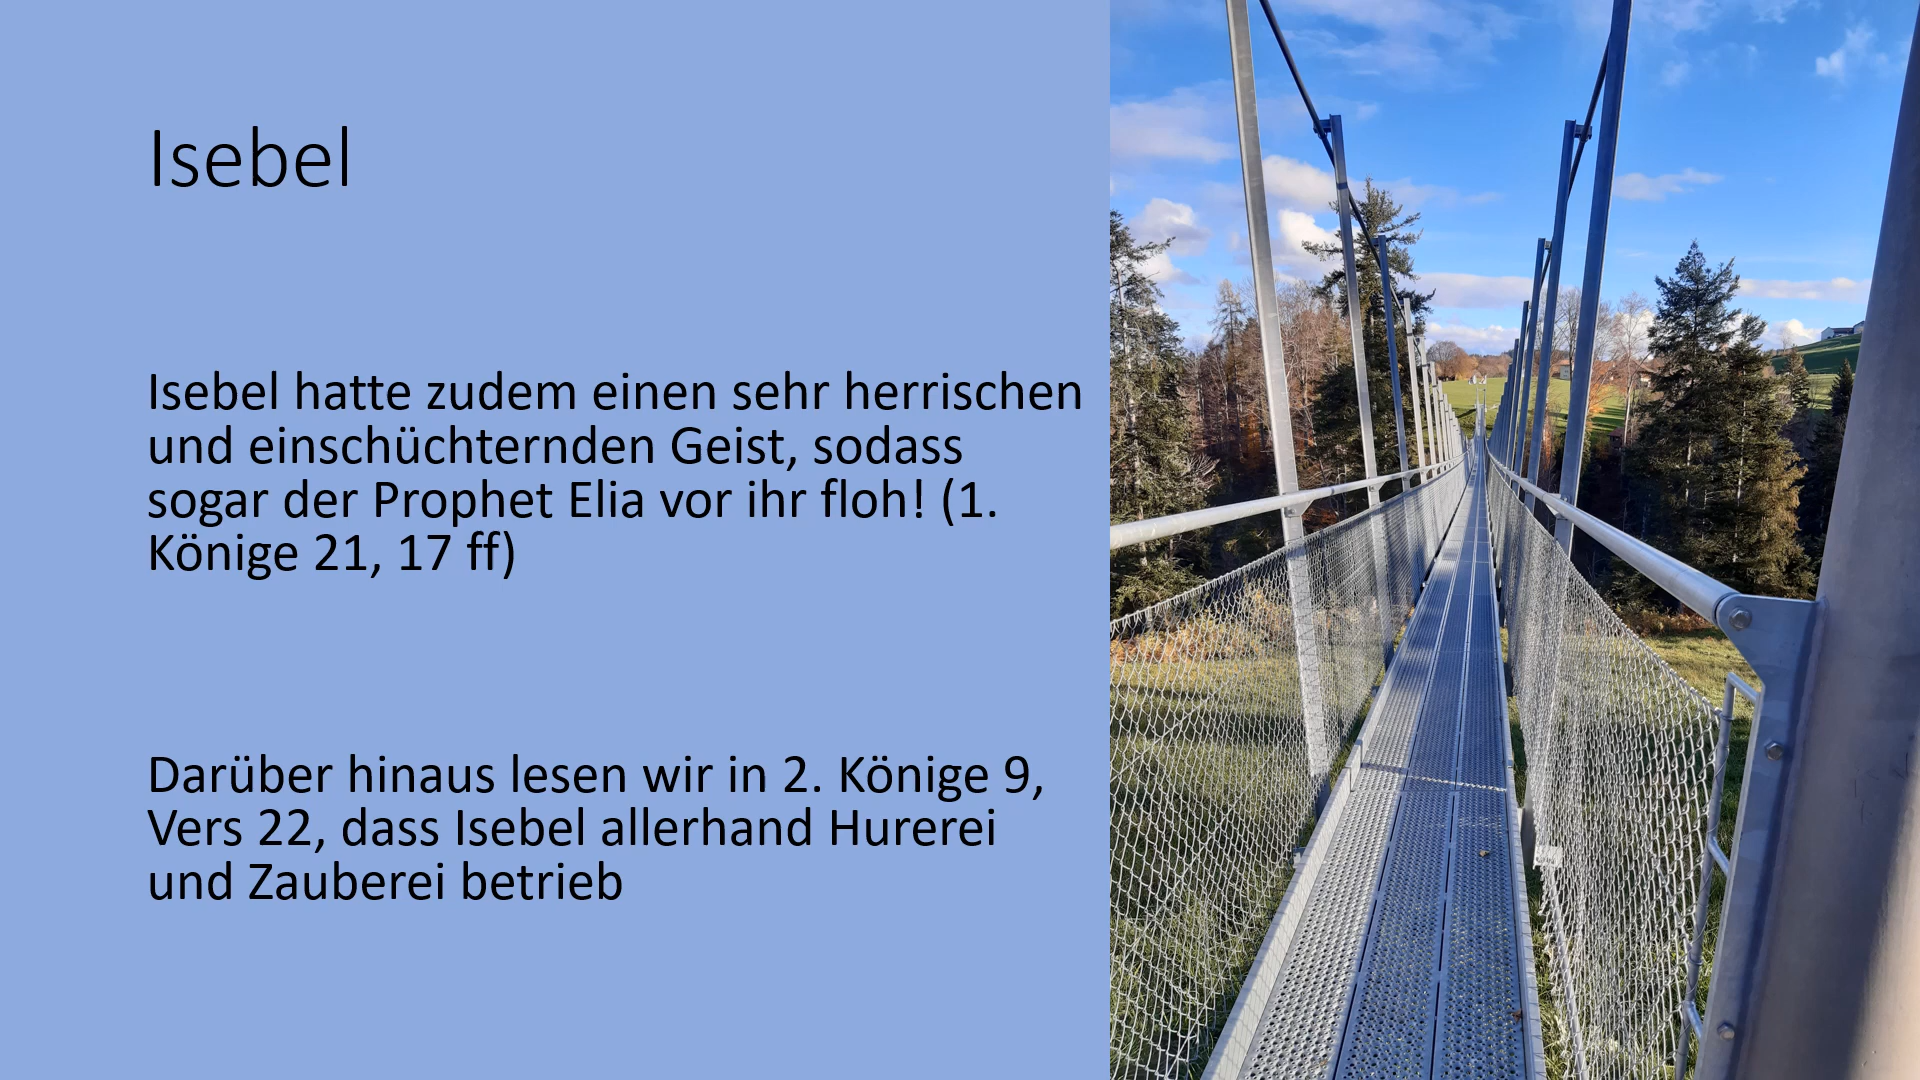 Isebel
Isebel hatte zudem einen sehr herrischen
und einschüchternden Geist, sodass
sogar der Prophet Elia vor ihr floh! (1.
Könige 21, 17 ff)
Darüber hinaus lesen wir in 2. Könige 9,
Vers 22, dass Isebel allerhand Hurerei
und Zauberei betrieb